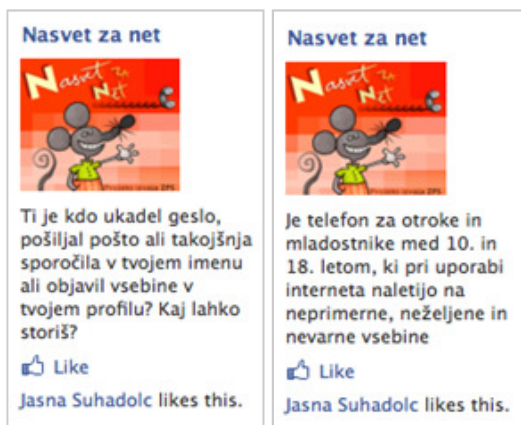 Nasvet za net
Nasvet za Net
Ti je kdo ukadel geslo,
pošiljal pošto ali takojšnja
sporočila v tvojem imenu
ali objavil vsebine v
tvojem profilu? Kaj lahko
storiš?
Like
Jasna Suhadolc likes this.
Nasvet za net
Nasvet za Net
Je telefon za otroke in
mladostnike med 10. in
18. letom, ki pri uporabi
interneta naletijo na
neprimerne, neželjene in
nevarne vsebine
Like
Jasna Suhadolc likes this.